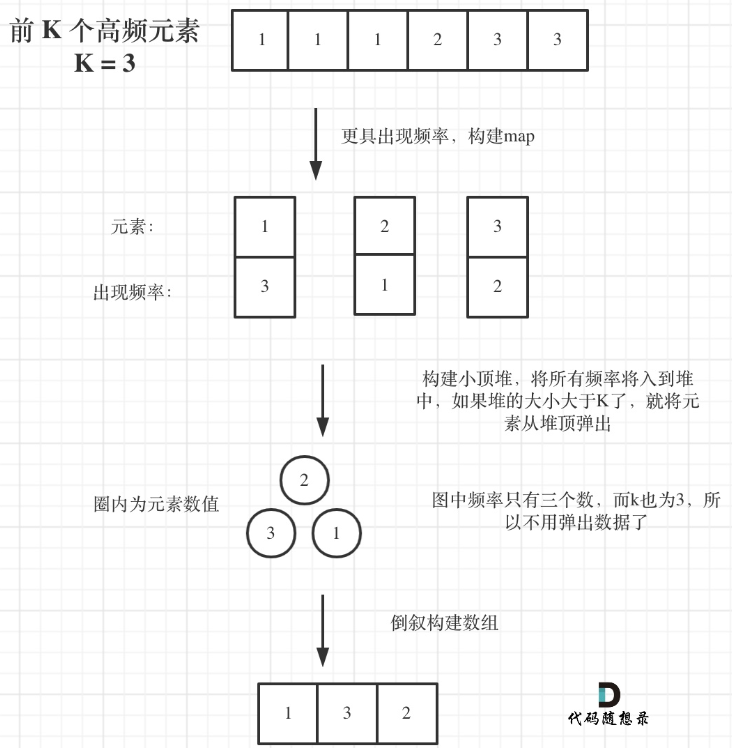 前 K 个高频元素
K = 3
1 1 1 2 3 3
更具出现频率，构建map
元素： 1 2 3
出现频率： 3 1 2
构建小顶堆，将所有频率将入到堆
中，如果堆的大小大于K了，就将元
素从堆顶弹出
2
圈内为元素数值
3 1
图中频率只有三个数，而k也为3，所
以不用弹出数据了
倒叙构建数组
1 3 2
代码随想录